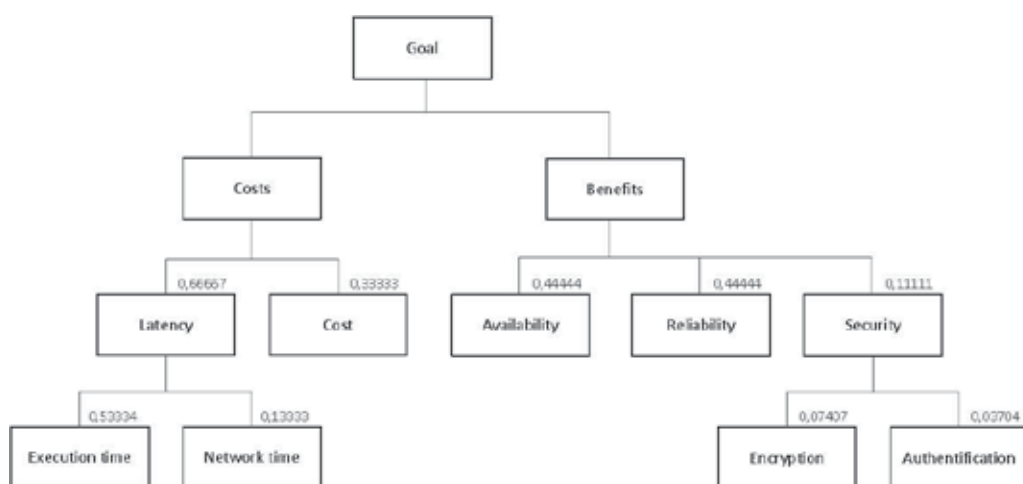 Goal
Costs
Benefits
0,66667
0,33333
0,44444
0,44444
0,11111
Latency
Cost
Availability
Reliability
Security
0,53334
0,13333
0,07407
0,03704
Execution time
Network time
Encryption
Authentification